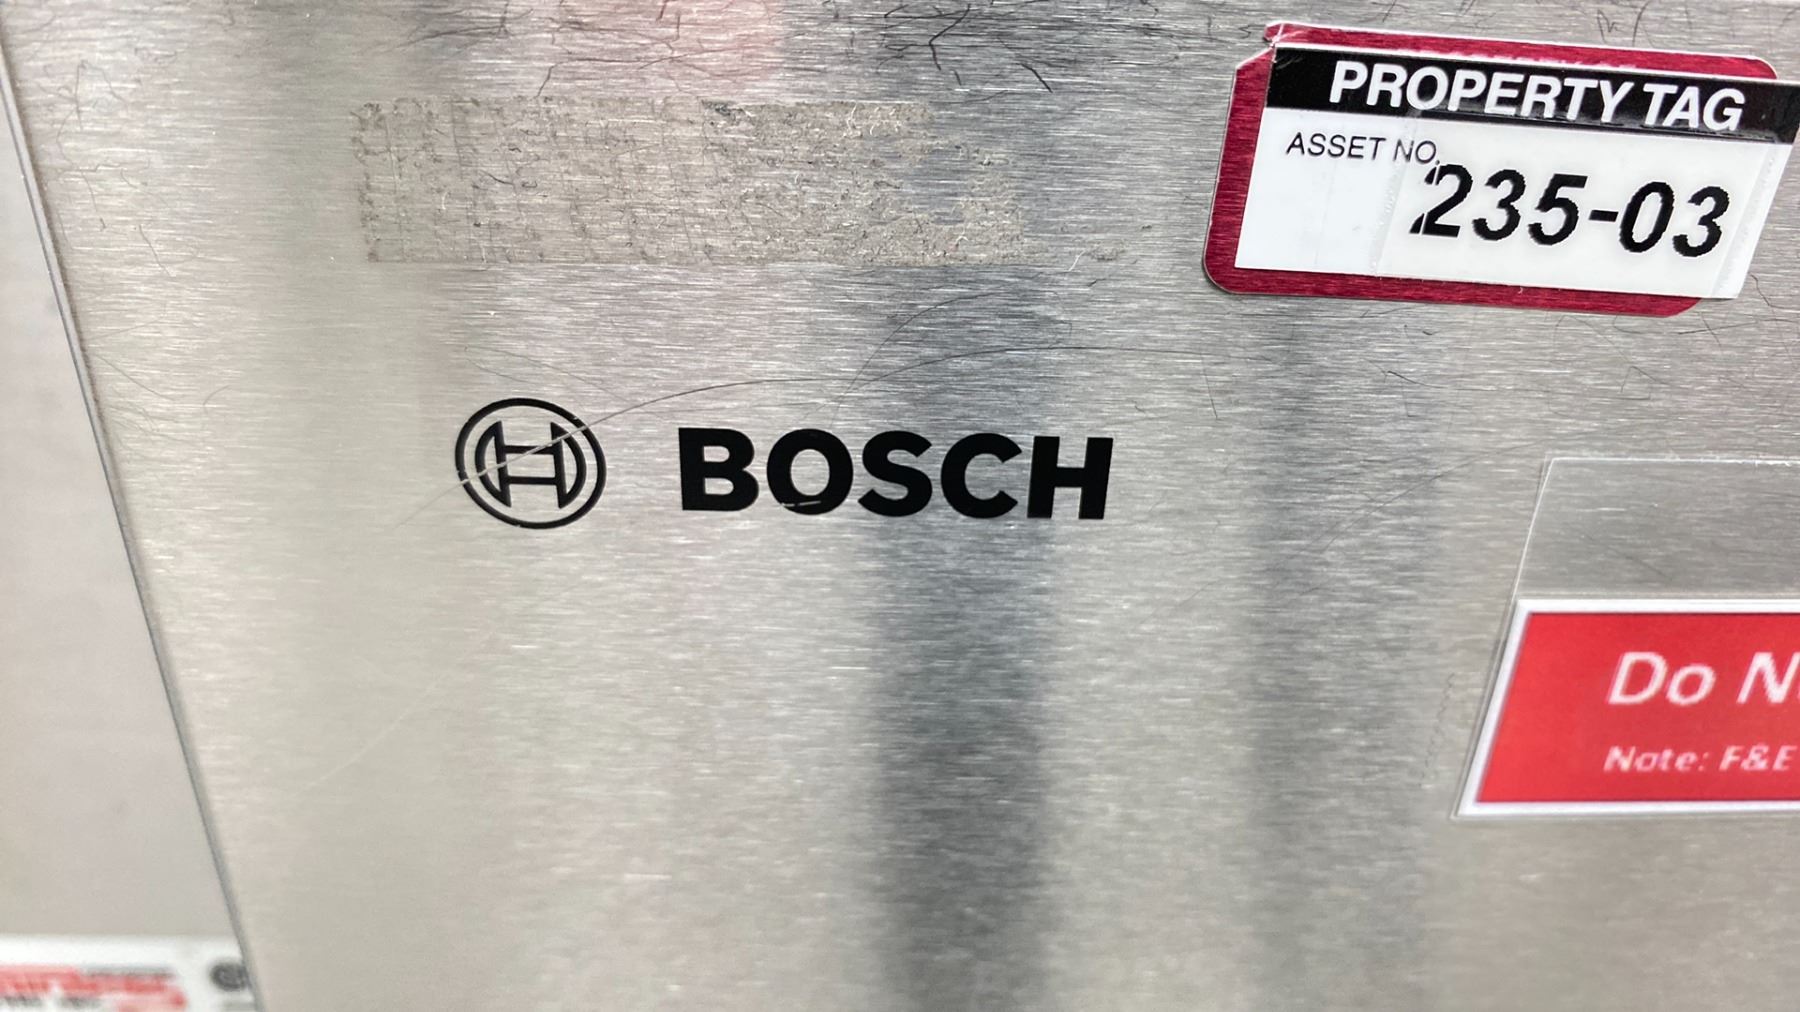 PROPERTY TAG
ASSET NO.
235-03
BOSCH
Do
Note: F&E